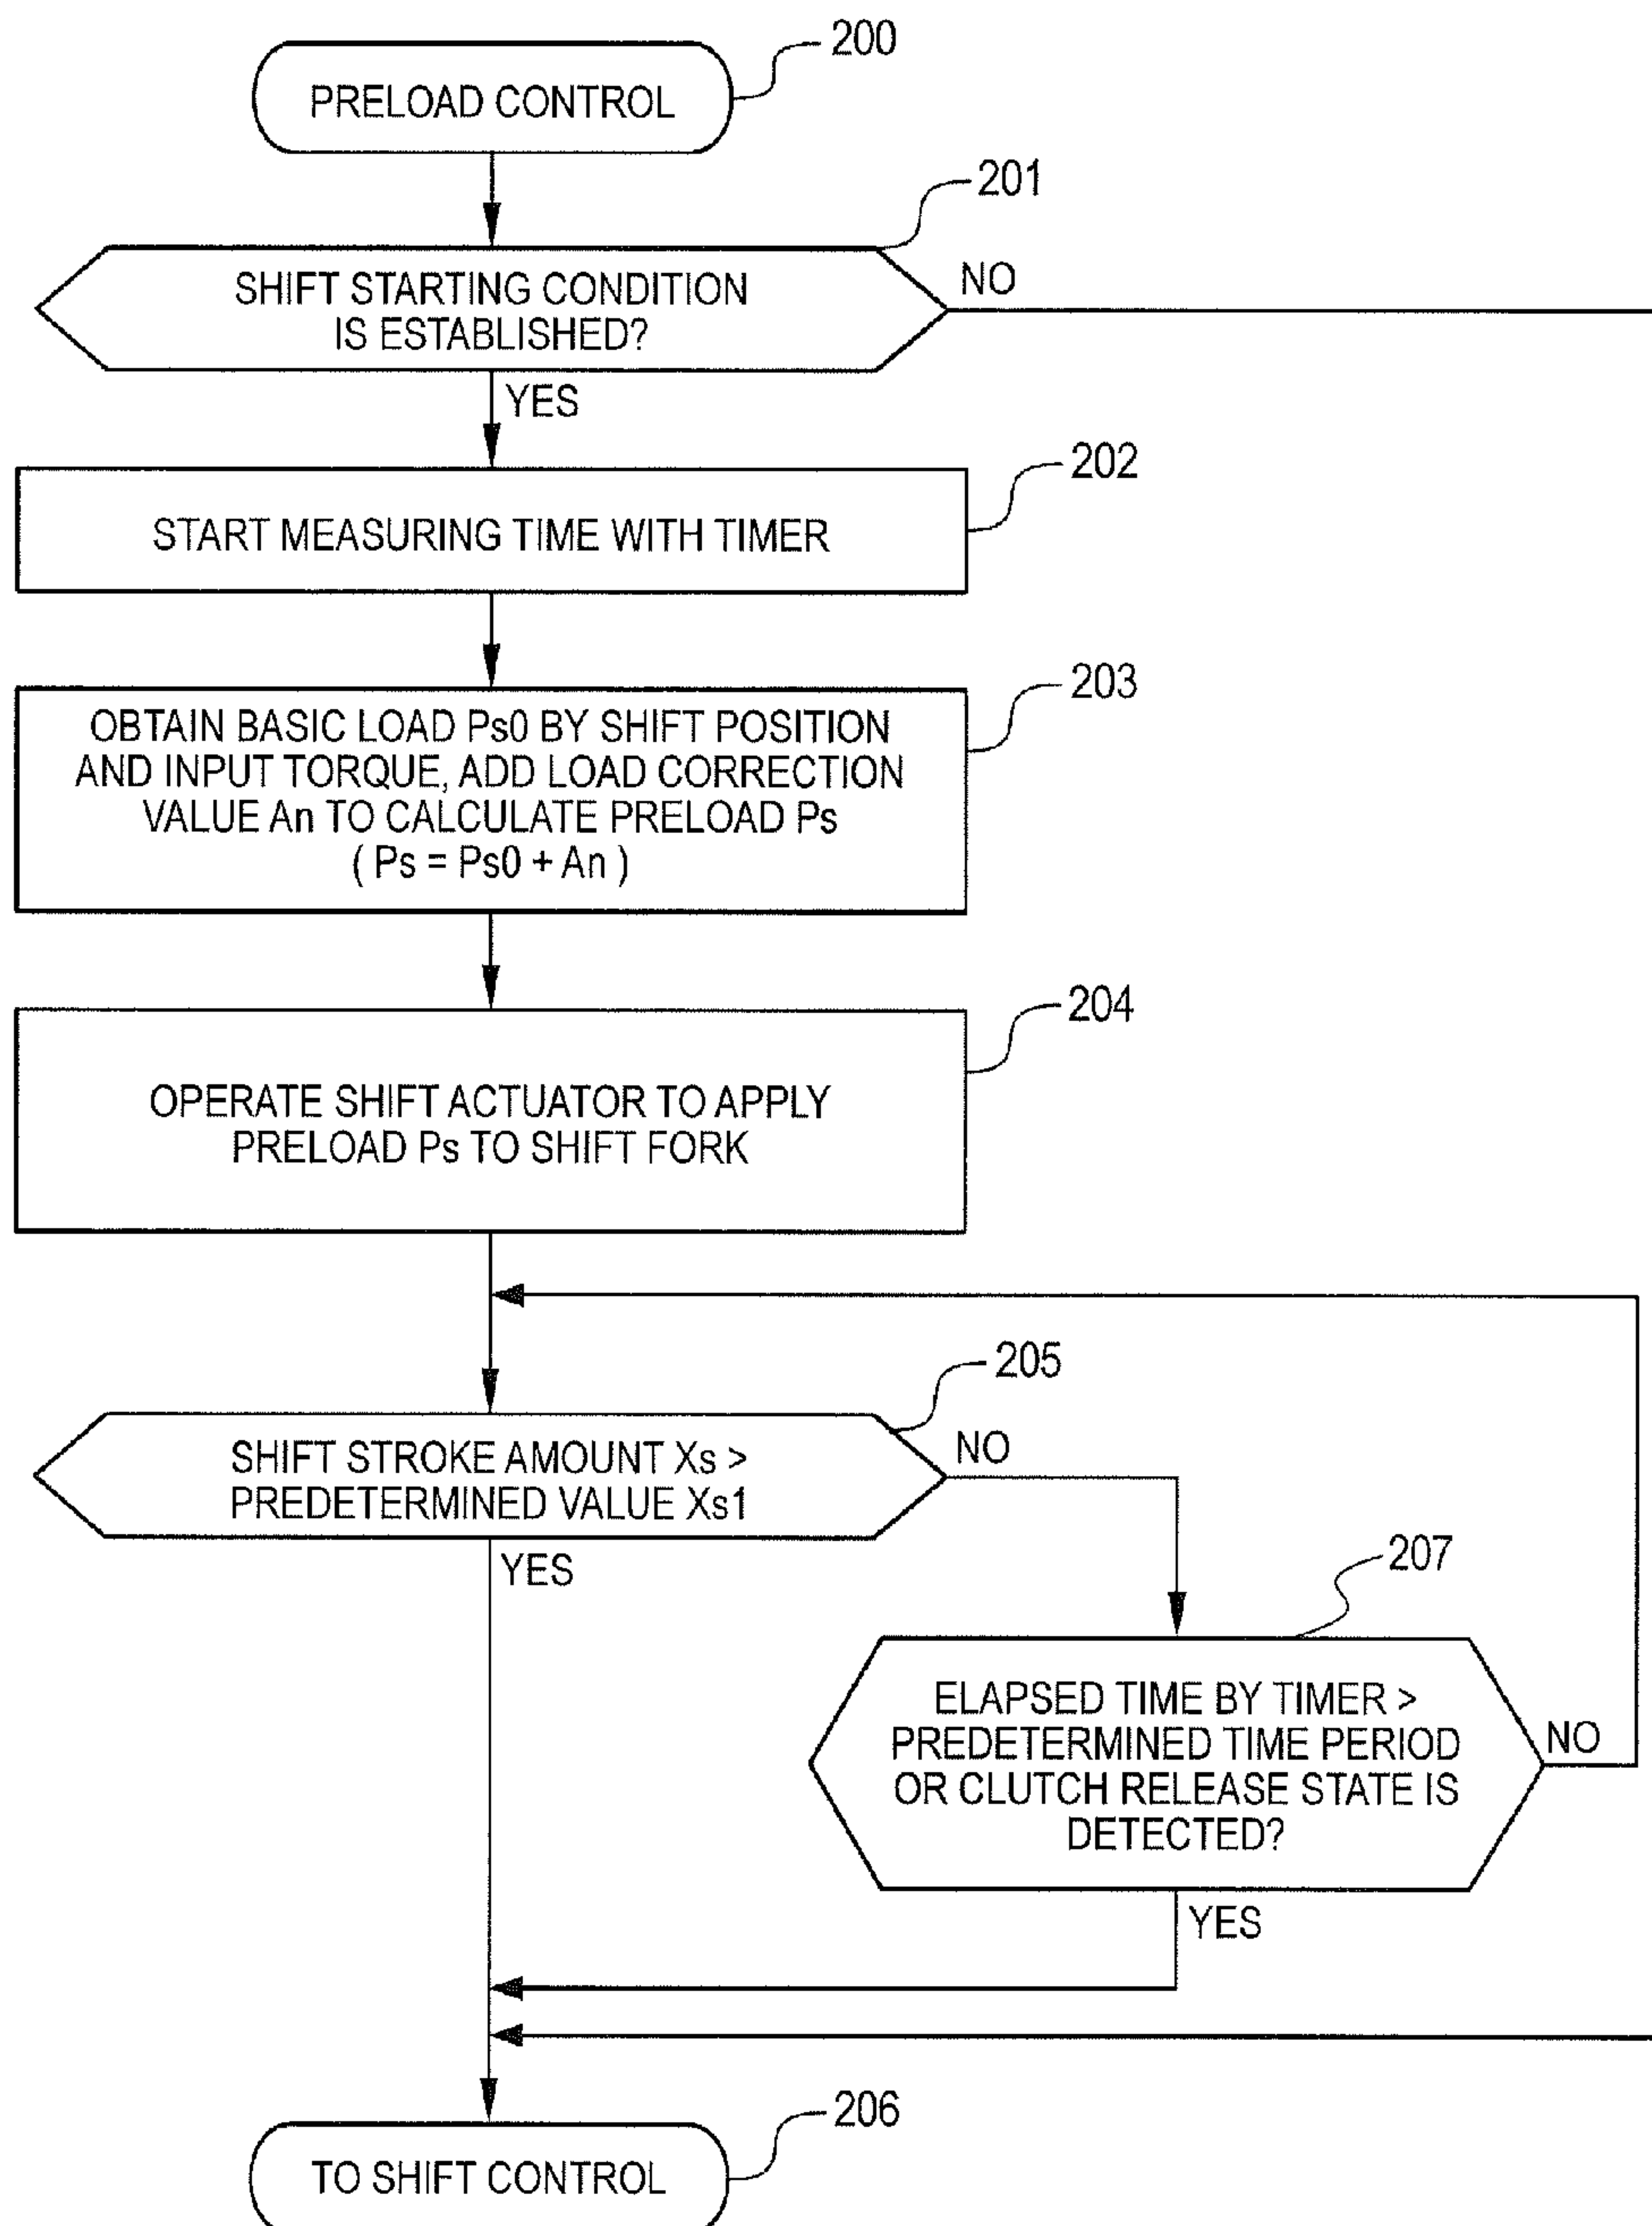 200
PRELOAD CONTROL
201
SHIFT STARTING CONDITION
IS ESTABLISHED?
NO
YES
202
START MEASURING TIME WITH TIMER
203
OBTAIN BASIC LOAD Ps0 BY SHIFT POSITION
AND INPUT TORQUE, ADD LOAD CORRECTION
VALUE An TO CALCULATE PRELOAD Ps
( Ps = Ps0 + An )
204
OPERATE SHIFT ACTUATOR TO APPLY
PRELOAD Ps TO SHIFT FORK
205
SHIFT STROKE AMOUNT Xs >
PREDETERMINED VALUE Xs1
NO
YES
207
ELAPSED TIME BY TIMER >
PREDETERMINED TIME PERIOD
OR CLUTCH RELEASE STATE IS
DETECTED?
NO
YES
206
TO SHIFT CONTROL